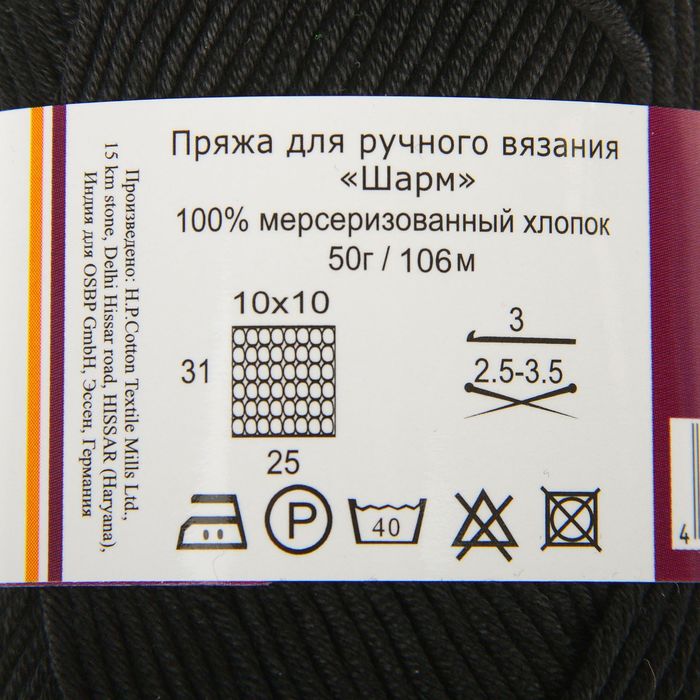 Пряжа для ручного вязания
«Шарм»
100% мерсеризованный хлопок
50г / 106м
10x10
31
25
3
2.5-3.5
P
40
Произведено: H.P.Cotton Textile Mills Ltd.,
15 km stone, Delhi Hissar road, HISSAR (Haryana),
Индия для OSBP GmbH, Эссен, Германия
4